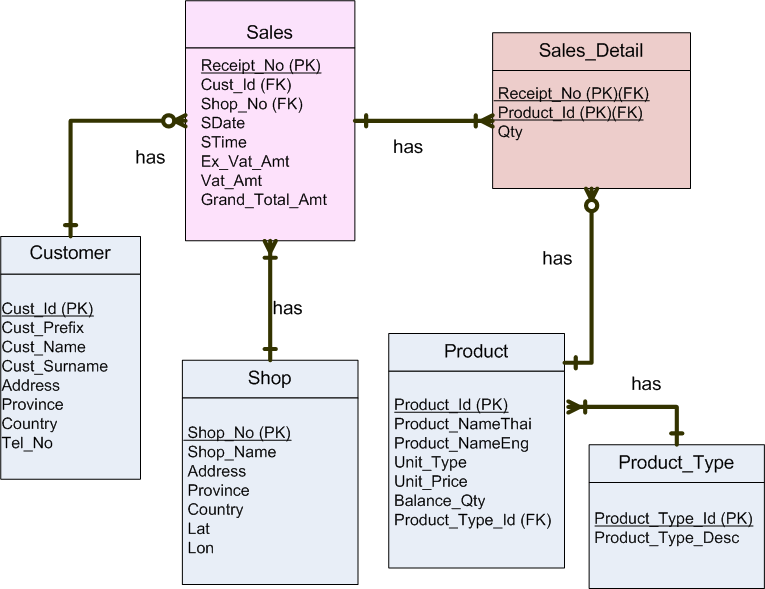 Sales
Receipt_No (PK)
Cust_Id (FK)
Shop_No (FK)
SDate
STime
Ex_Vat_Amt
Vat_Amt
Grand_Total_Amt
Sales_Detail
Receipt_No (PK)(FK)
Product_Id (PK)(FK)
Qty
has
has
has
has
has
Customer
Cust_Id (PK)
Cust_Prefix
Cust_Name
Cust_Surname
Address
Province
Country
Tel_No
Shop
Shop_No (PK)
Shop_Name
Address
Province
Country
Lat
Lon
Product
Product_Id (PK)
Product_NameThai
Product_NameEng
Unit_Type
Unit_Price
Balance_Qty
Product_Type_Id (FK)
Product_Type
Product_Type_Id (PK)
Product_Type_Desc